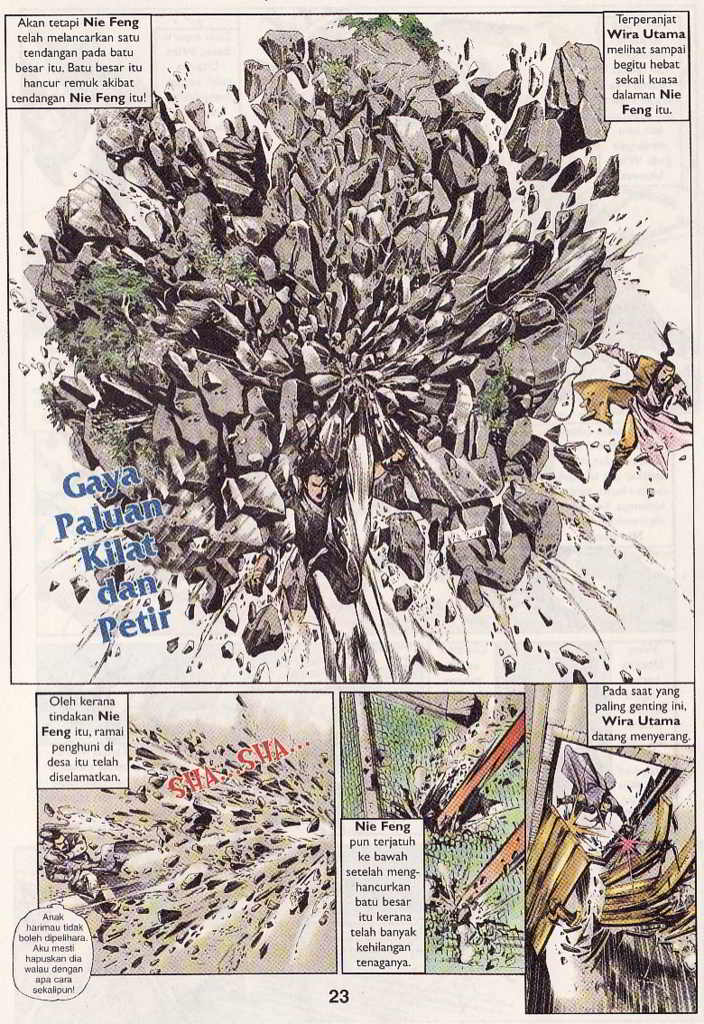 Akan tetapi Nie Feng
telah melancarkan satu
tendangan pada batu
besar itu. Batu besar itu
hancur remuk akibat
tendangan Nie Feng itu!
Terperanjat
Wira Utama
melihat sampai
begitu hebat
sekali kuasa
dalaman Nie
Feng itu.
Gaya
Paluan
Kilat
dan
Petir
Oleh kerana
tindakan Nie
Feng itu, ramai
penghuni di
desa itu telah
diselamatkan.
SHA...SHA...
Anak
harimau tidak
boleh dipelihara.
Aku mesti
hapuskan dia
walau dengan
apa cara
sekalipun!
Nie Feng
pun terjatuh
ke bawah
setelah meng-
hancurkan
batu besar
itu kerana
telah banyak
kehilangan
tenaganya.
Pada saat yang
paling genting ini,
Wira Utama
datang menyerang.
23